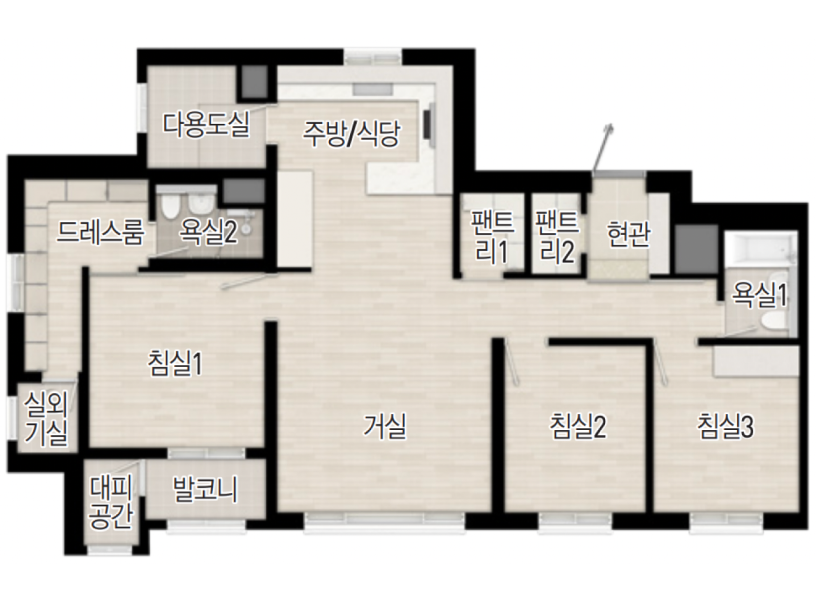 다용도실
주방/식당
드레스룸
욕실2
팬트
리1
팬트
리2
현관
욕실1
침실1
실외
기실
거실
침실2
침실3
대피
공간
발코니